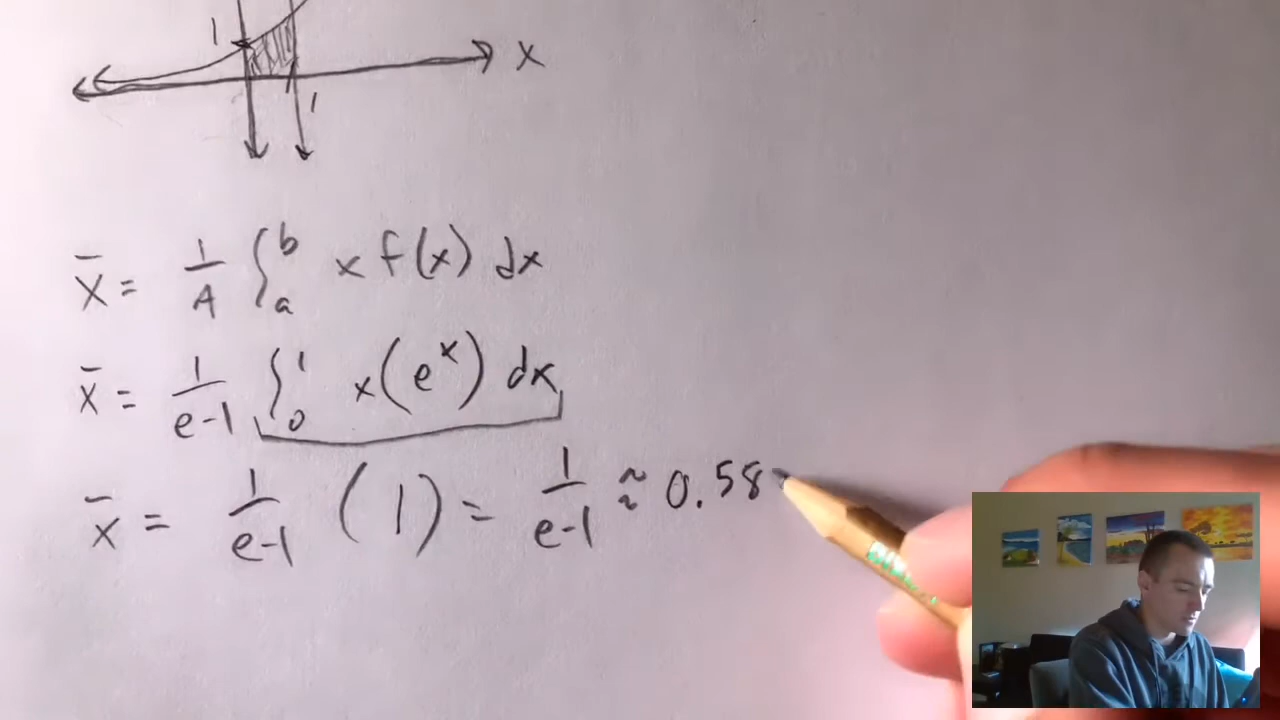 1
x
1
x̄ = 1/A ∫_a^b x f(x) dx
x̄ = 1/(e-1) ∫_0^1 x(e^x) dx
x̄ = 1/(e-1) (1) = 1/(e-1) ≈ 0.58